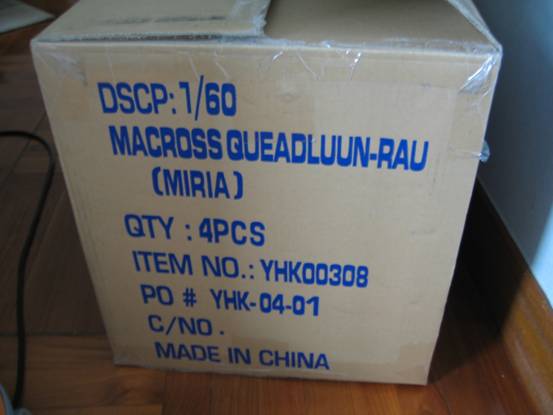 DSCP: 1/60
MACROSS QUEADLUUN-RAU
(MIRIA)
QTY : 4PCS
ITEM NO.: YHK00308
PO # YHK-04-01
C/NO.
MADE IN CHINA